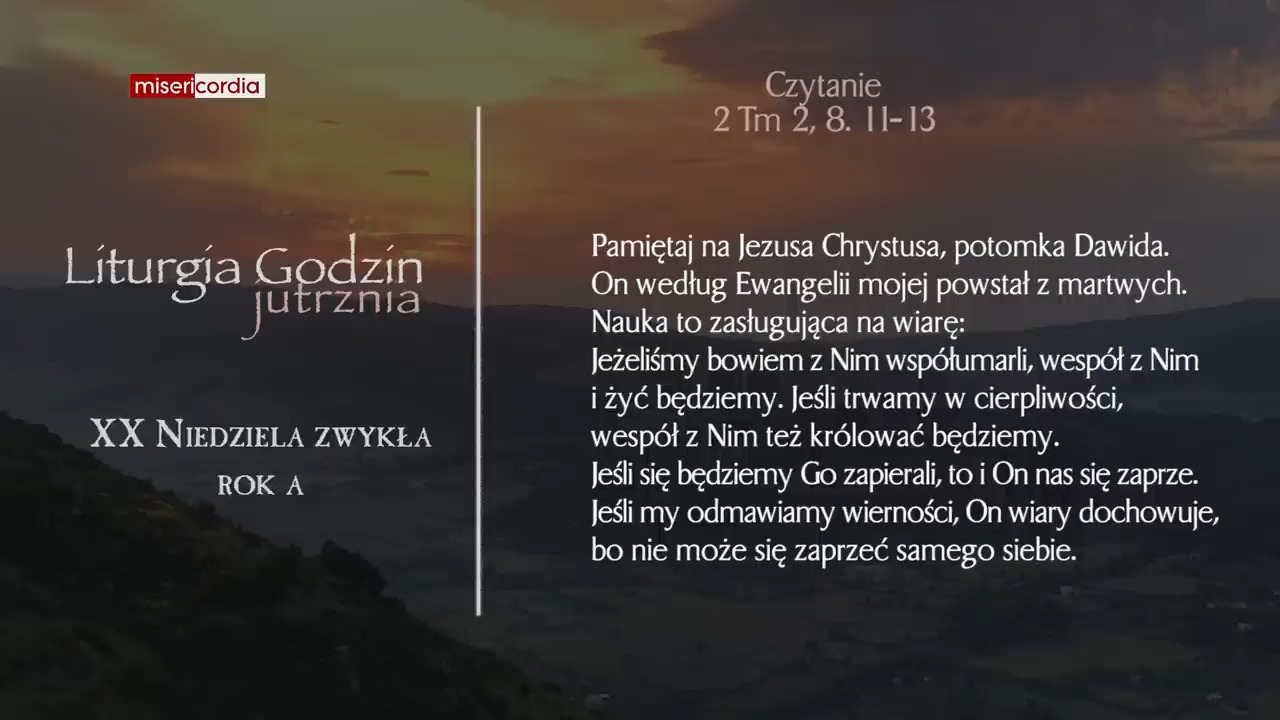 misericordia
Liturgia Godzin
jutrznia
XX Niedziela zwykła
rok A
Czytanie
2 Tm 2, 8. 11-13
Pamiętaj na Jezusa Chrystusa, potomka Dawida.
On według Ewangelii mojej powstał z martwych.
Nauka to zasługująca na wiarę:
Jeżeliśmy bowiem z Nim współumarli, wespół z Nim
i żyć będziemy. Jeśli trwamy w cierpliwości,
wespół z Nim też królować będziemy.
Jeśli się będziemy Go zapierali, to i On nas się zaprze.
Jeśli my odmawiamy wierności, On wiary dochowuje,
bo nie może się zaprzeć samego siebie.